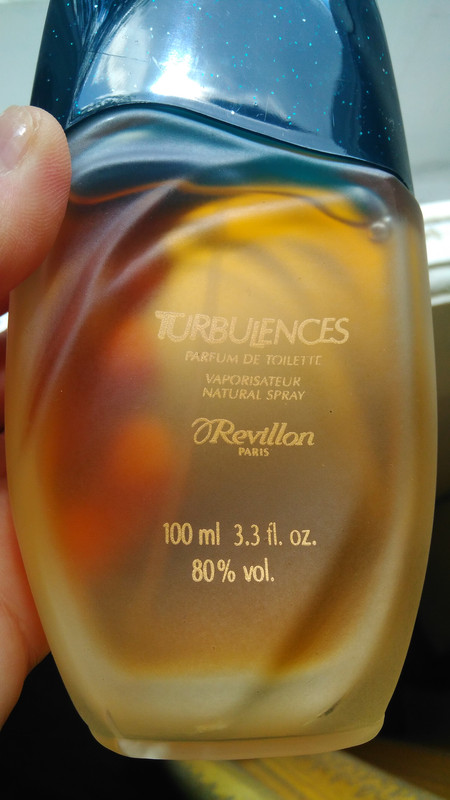 TURBULENCES
PARFUM DE TOILETTE
VAPORISATEUR
NATURAL SPRAY
Revillon
PARIS
100 ml 3.3 fl. oz.
80% vol.